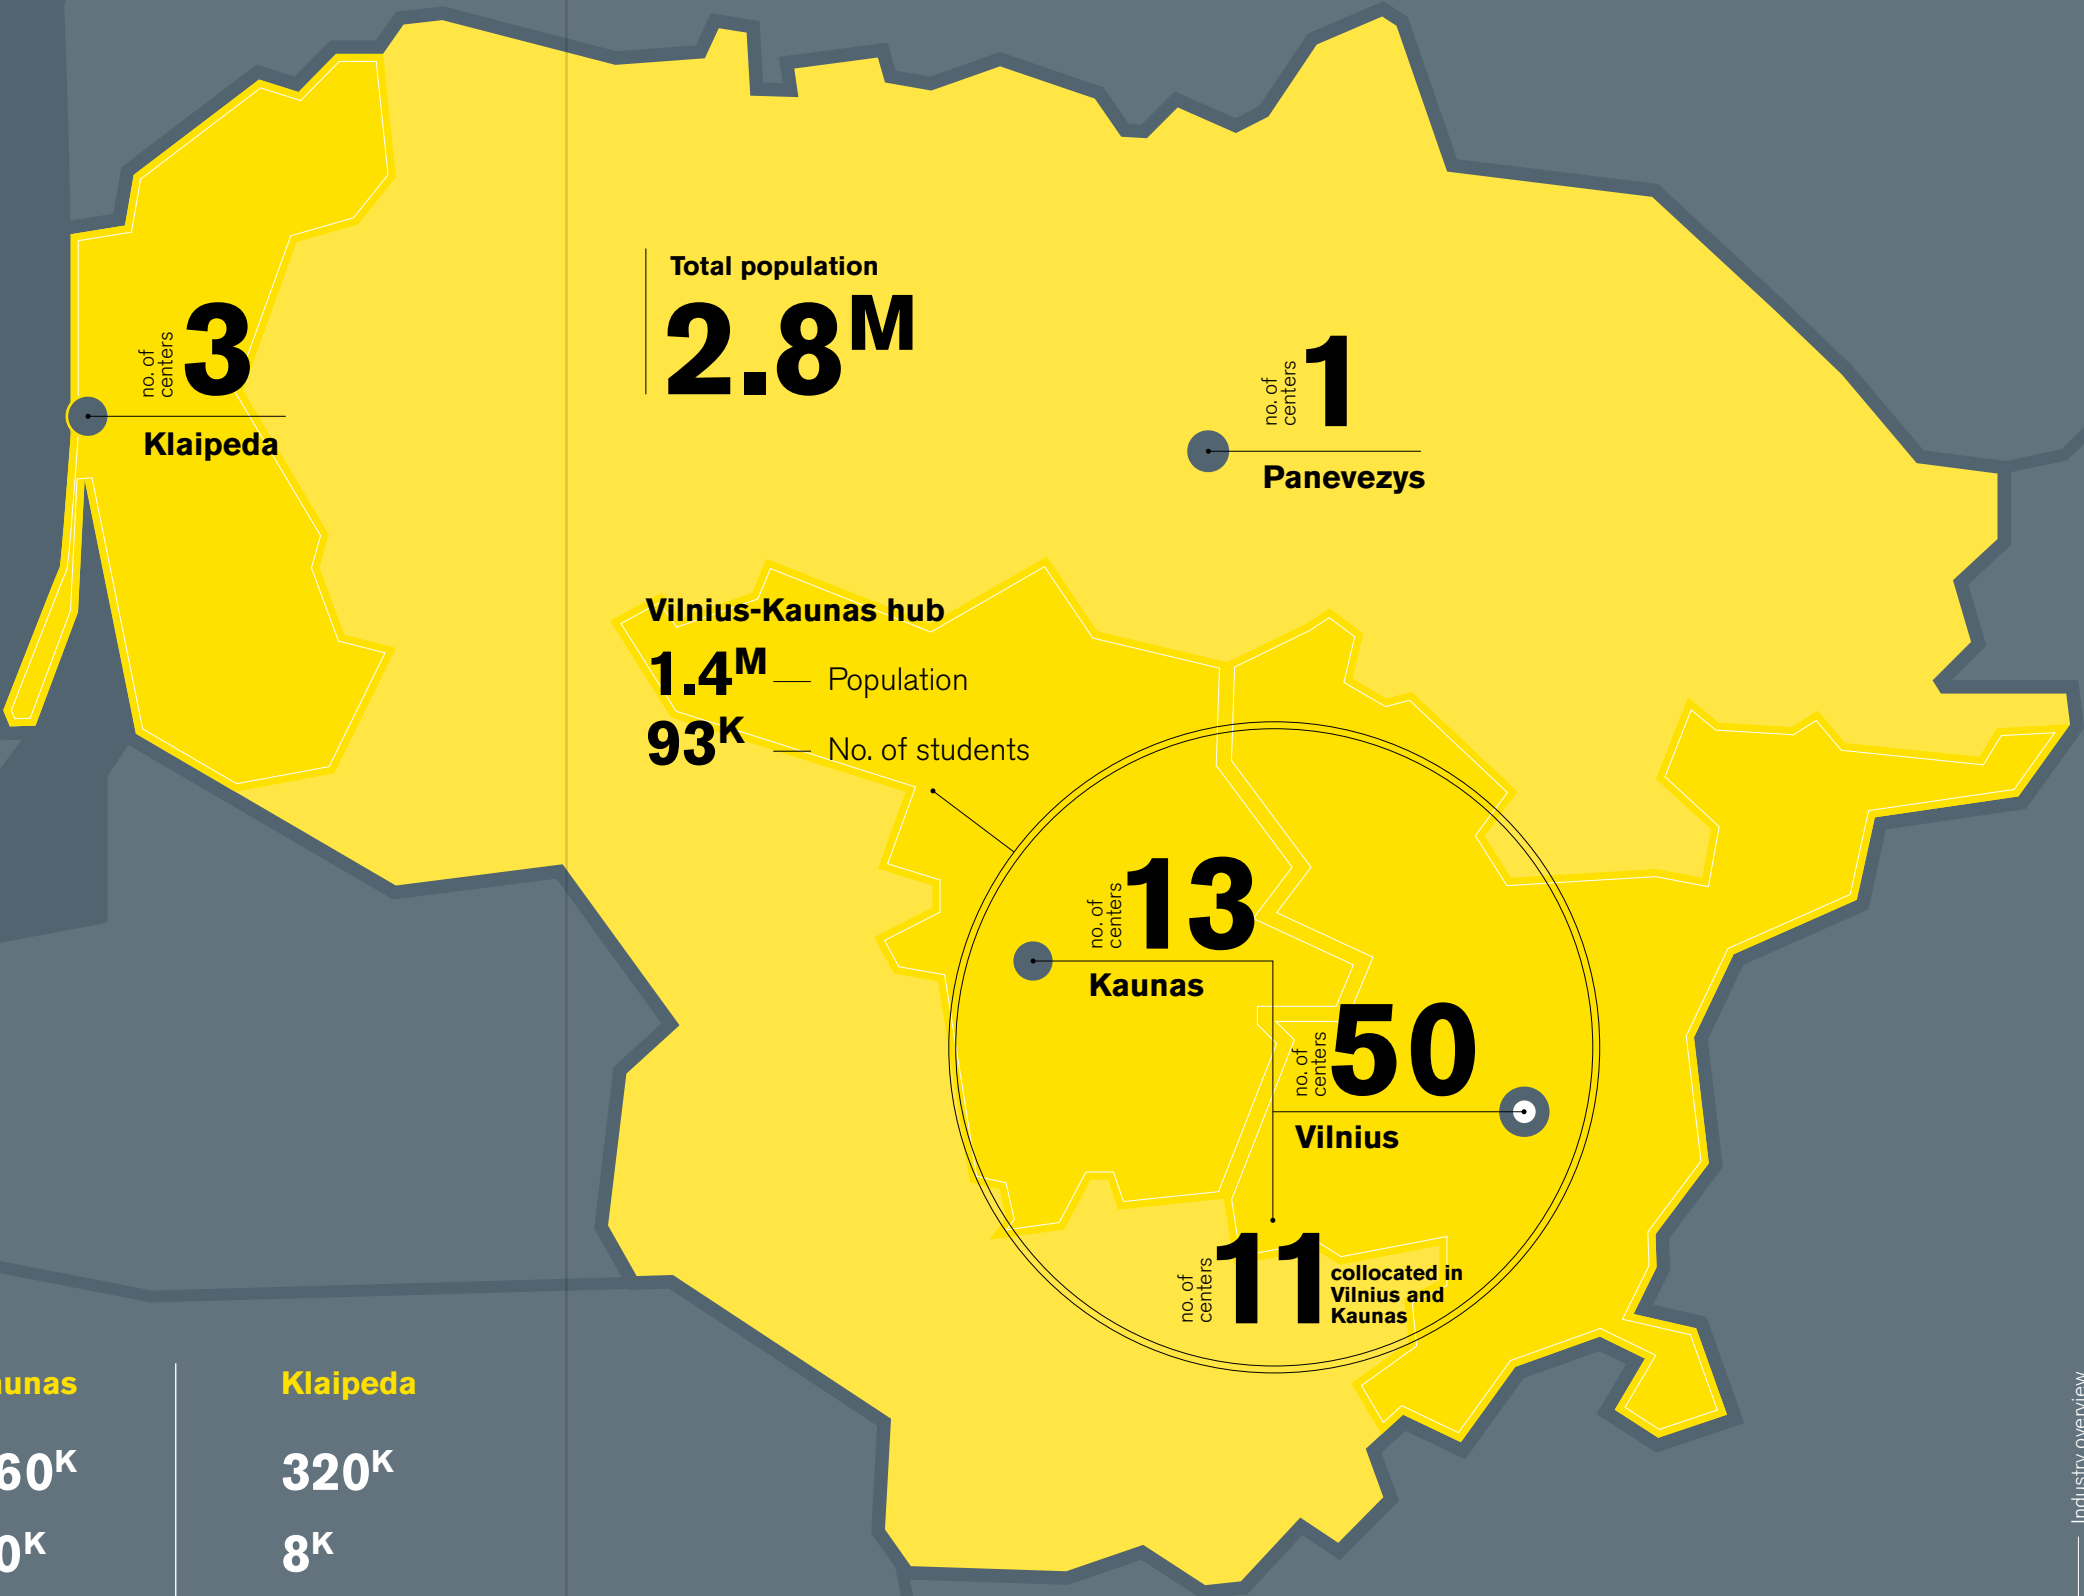 Total population
2.8M
no. of
centers
3
Klaipeda
no. of
centers
1
Panevezys
Vilnius-Kaunas hub
1.4M — Population
93K — No. of students
no. of
centers
13
Kaunas
no. of
centers
50
Vilnius
no. of
centers
11
collocated in
Vilnius and
Kaunas
Klaipeda
320K
8K
Industry overview